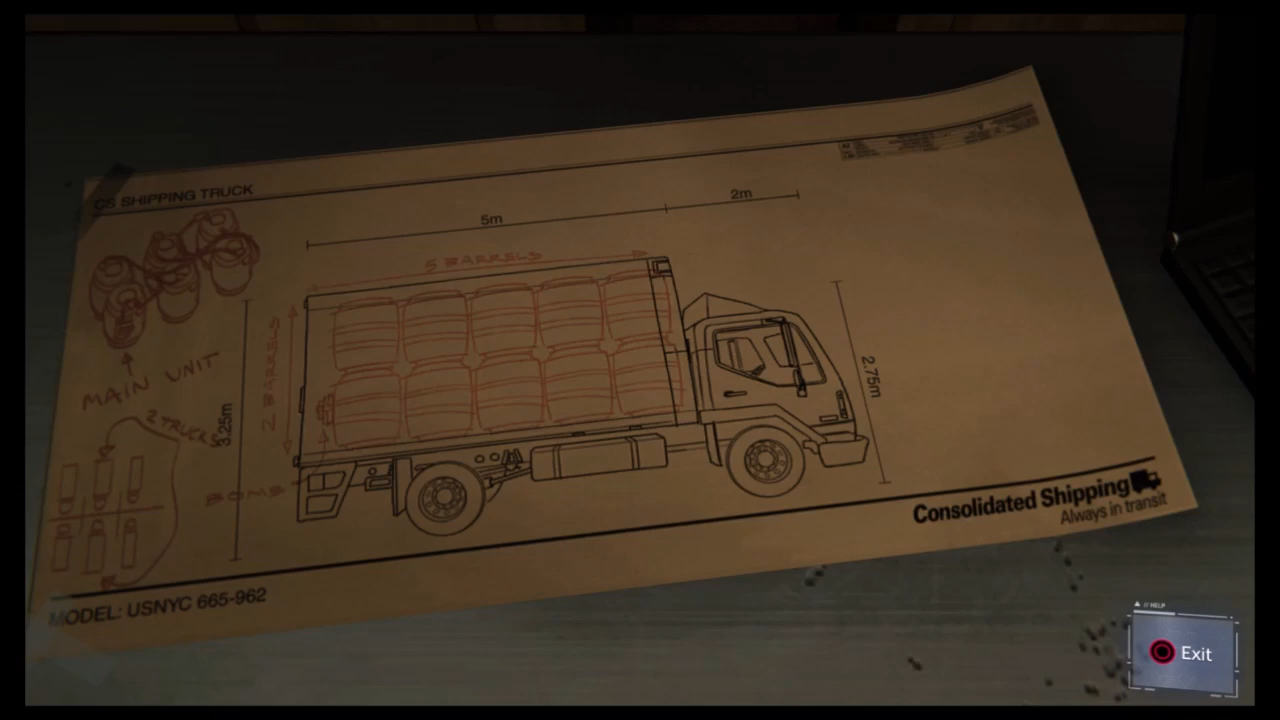 CS SHIPPING TRUCK
2m
5m
5 BARRELS
2 BARRELS
MAIN UNIT
3.25m
2.75m
2 TRUCKS
BOMB
Consolidated Shipping
Always in transit
MODEL: USNYC 665-962
// HELP
Exit